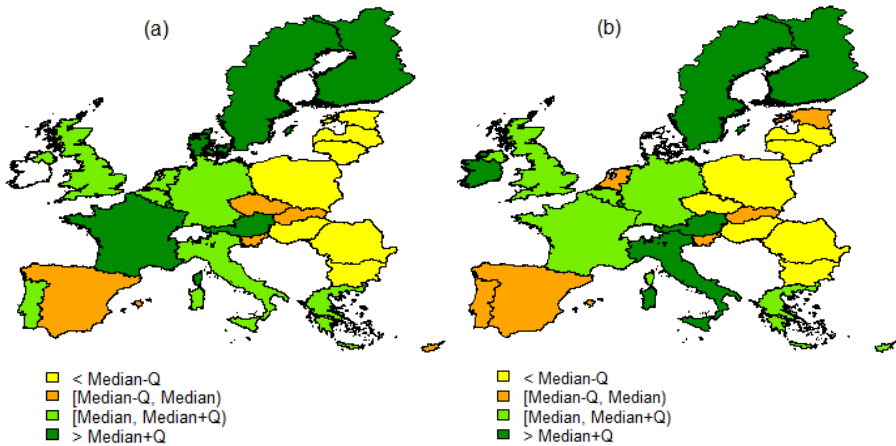 (a)
(b)
< Median-Q
[Median-Q, Median)
[Median, Median+Q)
> Median+Q
< Median-Q
[Median-Q, Median)
[Median, Median+Q)
> Median+Q